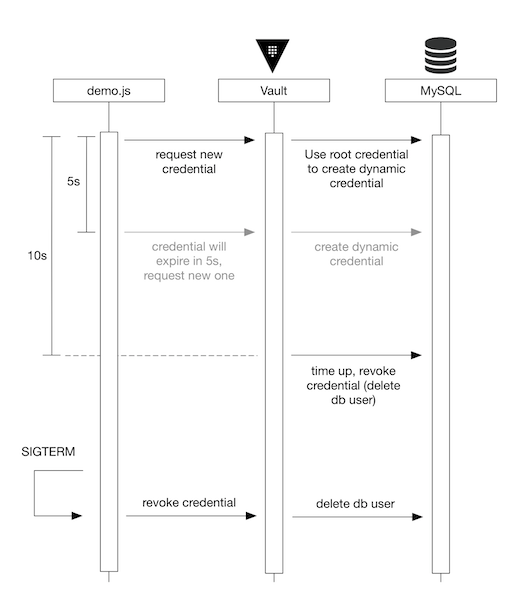 demo.js
Vault
MySQL
request new
credential
Use root credential
to create dynamic
credential
5s
credential will
expire in 5s,
request new one
create dynamic
credential
10s
time up, revoke
credential (delete
db user)
SIGTERM
revoke credential
delete db user